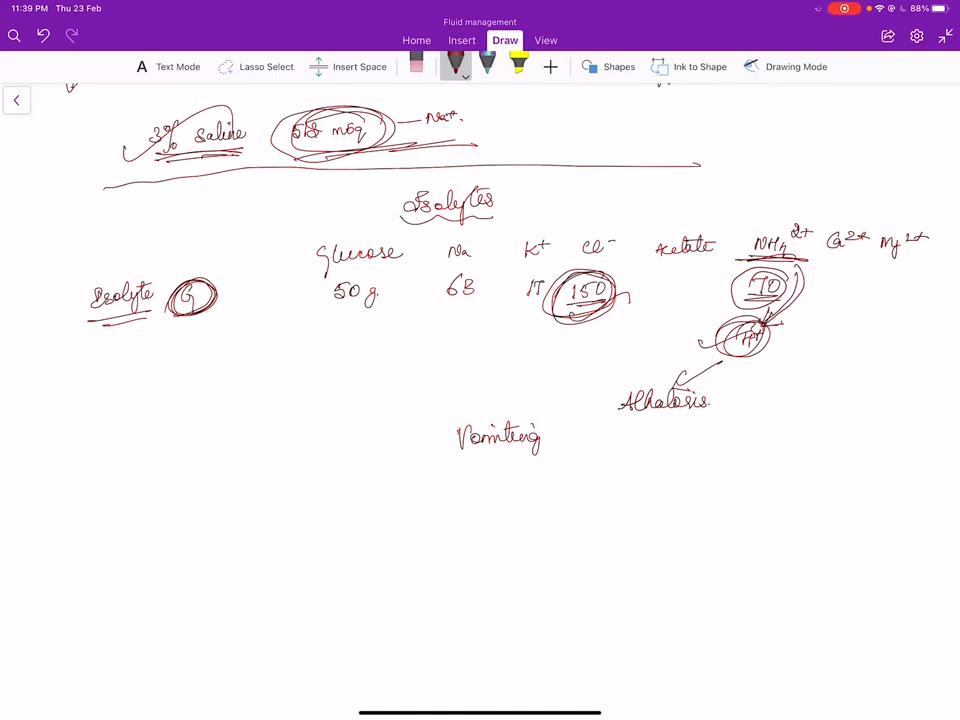 11:39 PM Thu 23 Feb
88%
Fluid management
Home Insert Draw View
Text Mode Lasso Select Insert Space Shapes Ink to Shape Drawing Mode
3% saline 513 mEq — Na+.
Isolytes
Glucose Na K+ Cl- Acetate NH4 2+ Ca2+ Mg2+
Isolyte G 50 g. 63 17 150 70
H+
Alkalosis.
Vomiting